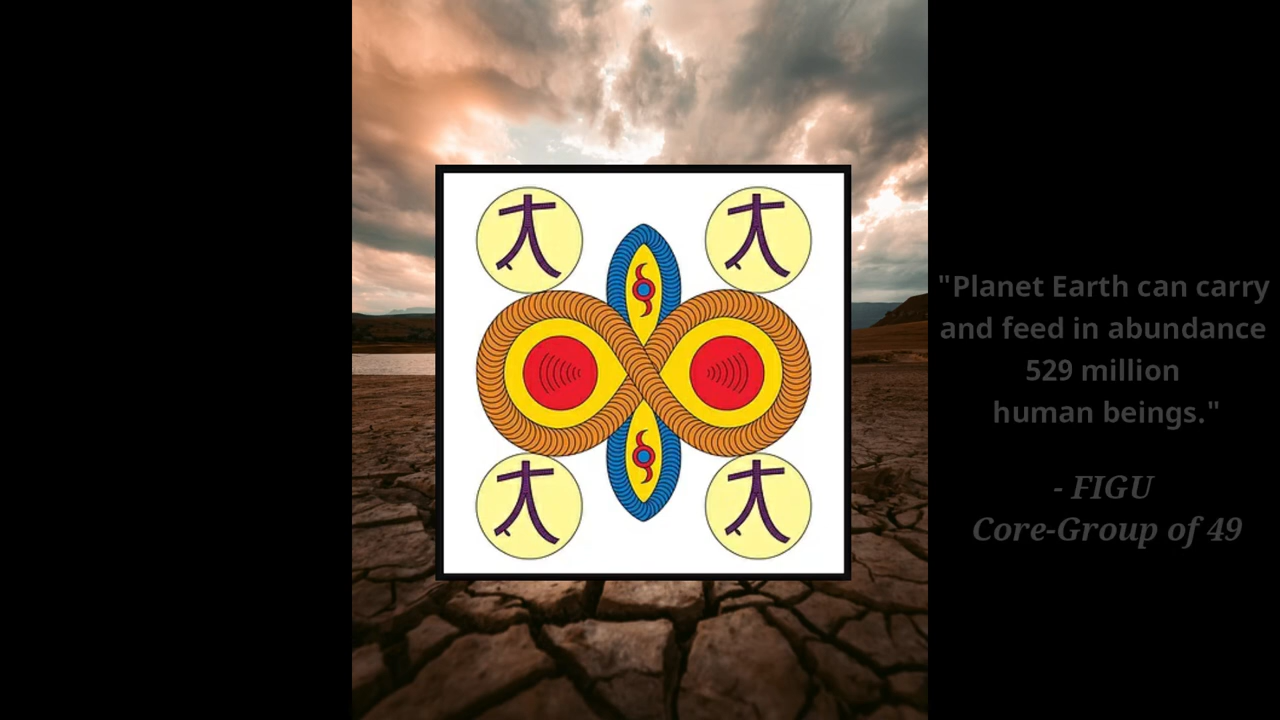 "Planet Earth can carry
and feed in abundance
529 million
human beings."
- FIGU
Core-Group of 49